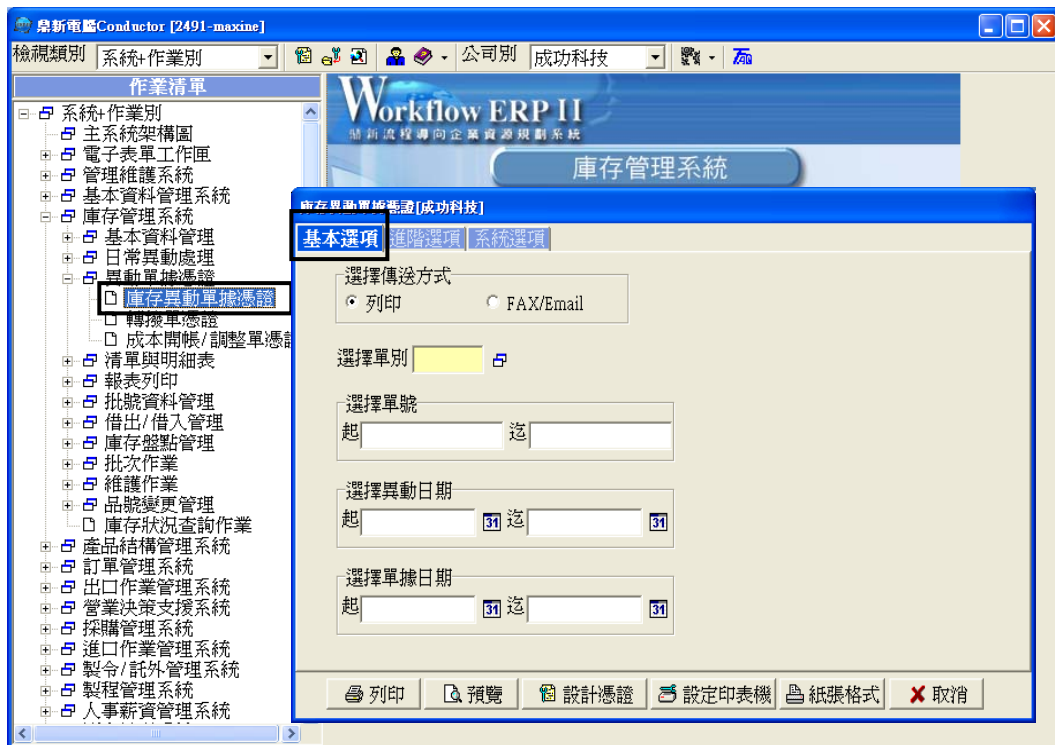 鼎新電腦Conductor [2491-maxine]
檢視類別 系統+作業別 公司別 成功科技
作業清單
系統+作業別
主系統架構圖
電子表單工作匣
管理維護系統
基本資料管理系統
庫存管理系統
基本資料管理
日常異動處理
異動單據憑證
庫存異動單據憑證
轉撥單憑證
成本開帳/調整單憑證
清單與明細表
報表列印
批號資料管理
借出/借入管理
庫存盤點管理
批次作業
維護作業
品號變更管理
庫存狀況查詢作業
產品結構管理系統
訂單管理系統
出口作業管理系統
營業決策支援系統
採購管理系統
進口作業管理系統
製令/託外管理系統
製程管理系統
人事薪資管理系統
Workflow ERP II
鼎新流程導向企業資源規劃系統
庫存管理系統
庫存異動單據憑證[成功科技]
基本選項 進階選項 系統選項
選擇傳送方式
列印 FAX/Email
選擇單別
選擇單號
起 迄
選擇異動日期
起 31 迄 31
選擇單據日期
起 31 迄 31
列印 預覽 設計憑證 設定印表機 紙張格式 取消